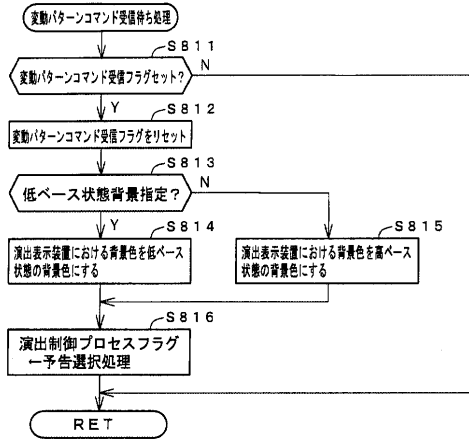 変動パターンコマンド受信待ち処理
S811
変動パターンコマンド受信フラグセット?
N
Y
S812
変動パターンコマンド受信フラグをリセット
S813
低ベース状態背景指定?
N
Y
S814
S815
演出表示装置における背景色を低ベース
状態の背景色にする
演出表示装置における背景色を高ベース
状態の背景色にする
S816
演出制御プロセスフラグ
←予告選択処理
RET